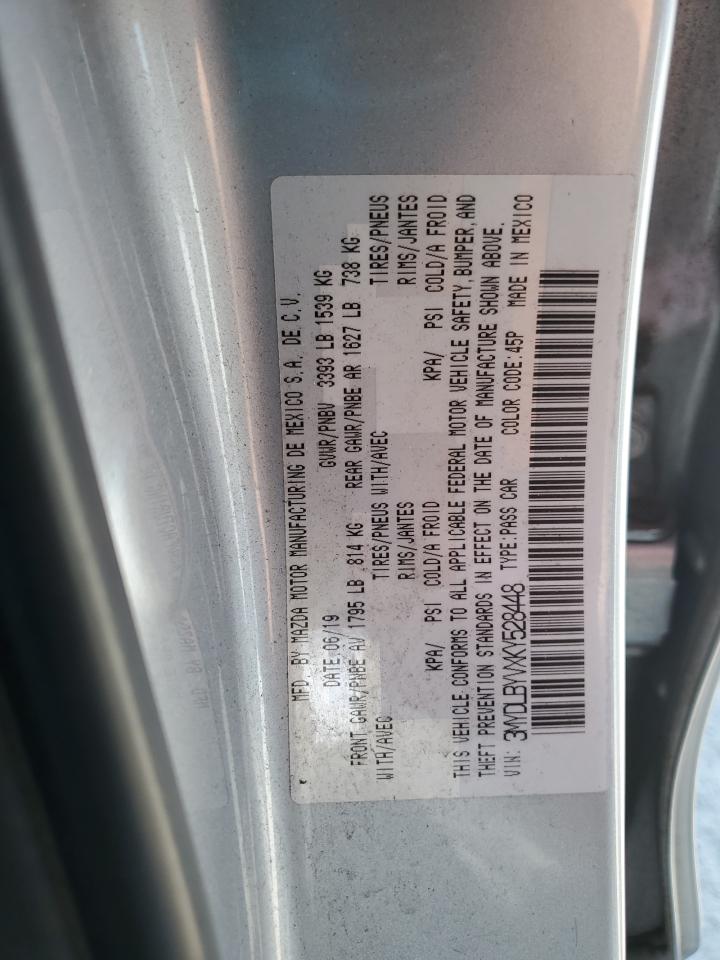 MFD BY MAZDA MOTOR MANUFACTURING DE MEXICO S.A. DE C.V.
DATE:06/19 GVWR/PNBV 3393 LB 1539 KG
FRONT GAWR/PNBE AV 1795 LB 814 KG REAR GAWR/PNBE AR 1627 LB 738 KG
WITH/AVEC TIRES/PNEUS WITH/AVEC TIRES/PNEUS
RIMS/JANTES RIMS/JANTES
KPA/ PSI COLD/A FROID KPA/ PSI COLD/A FROID
THIS VEHICLE CONFORMS TO ALL APPLICABLE FEDERAL MOTOR VEHICLE SAFETY, BUMPER, AND
THEFT PREVENTION STANDARDS IN EFFECT ON THE DATE OF MANUFACTURE SHOWN ABOVE.
VIN: 3MYDLBYVXKY528448 TYPE:PASS CAR COLOR CODE:45P MADE IN MEXICO